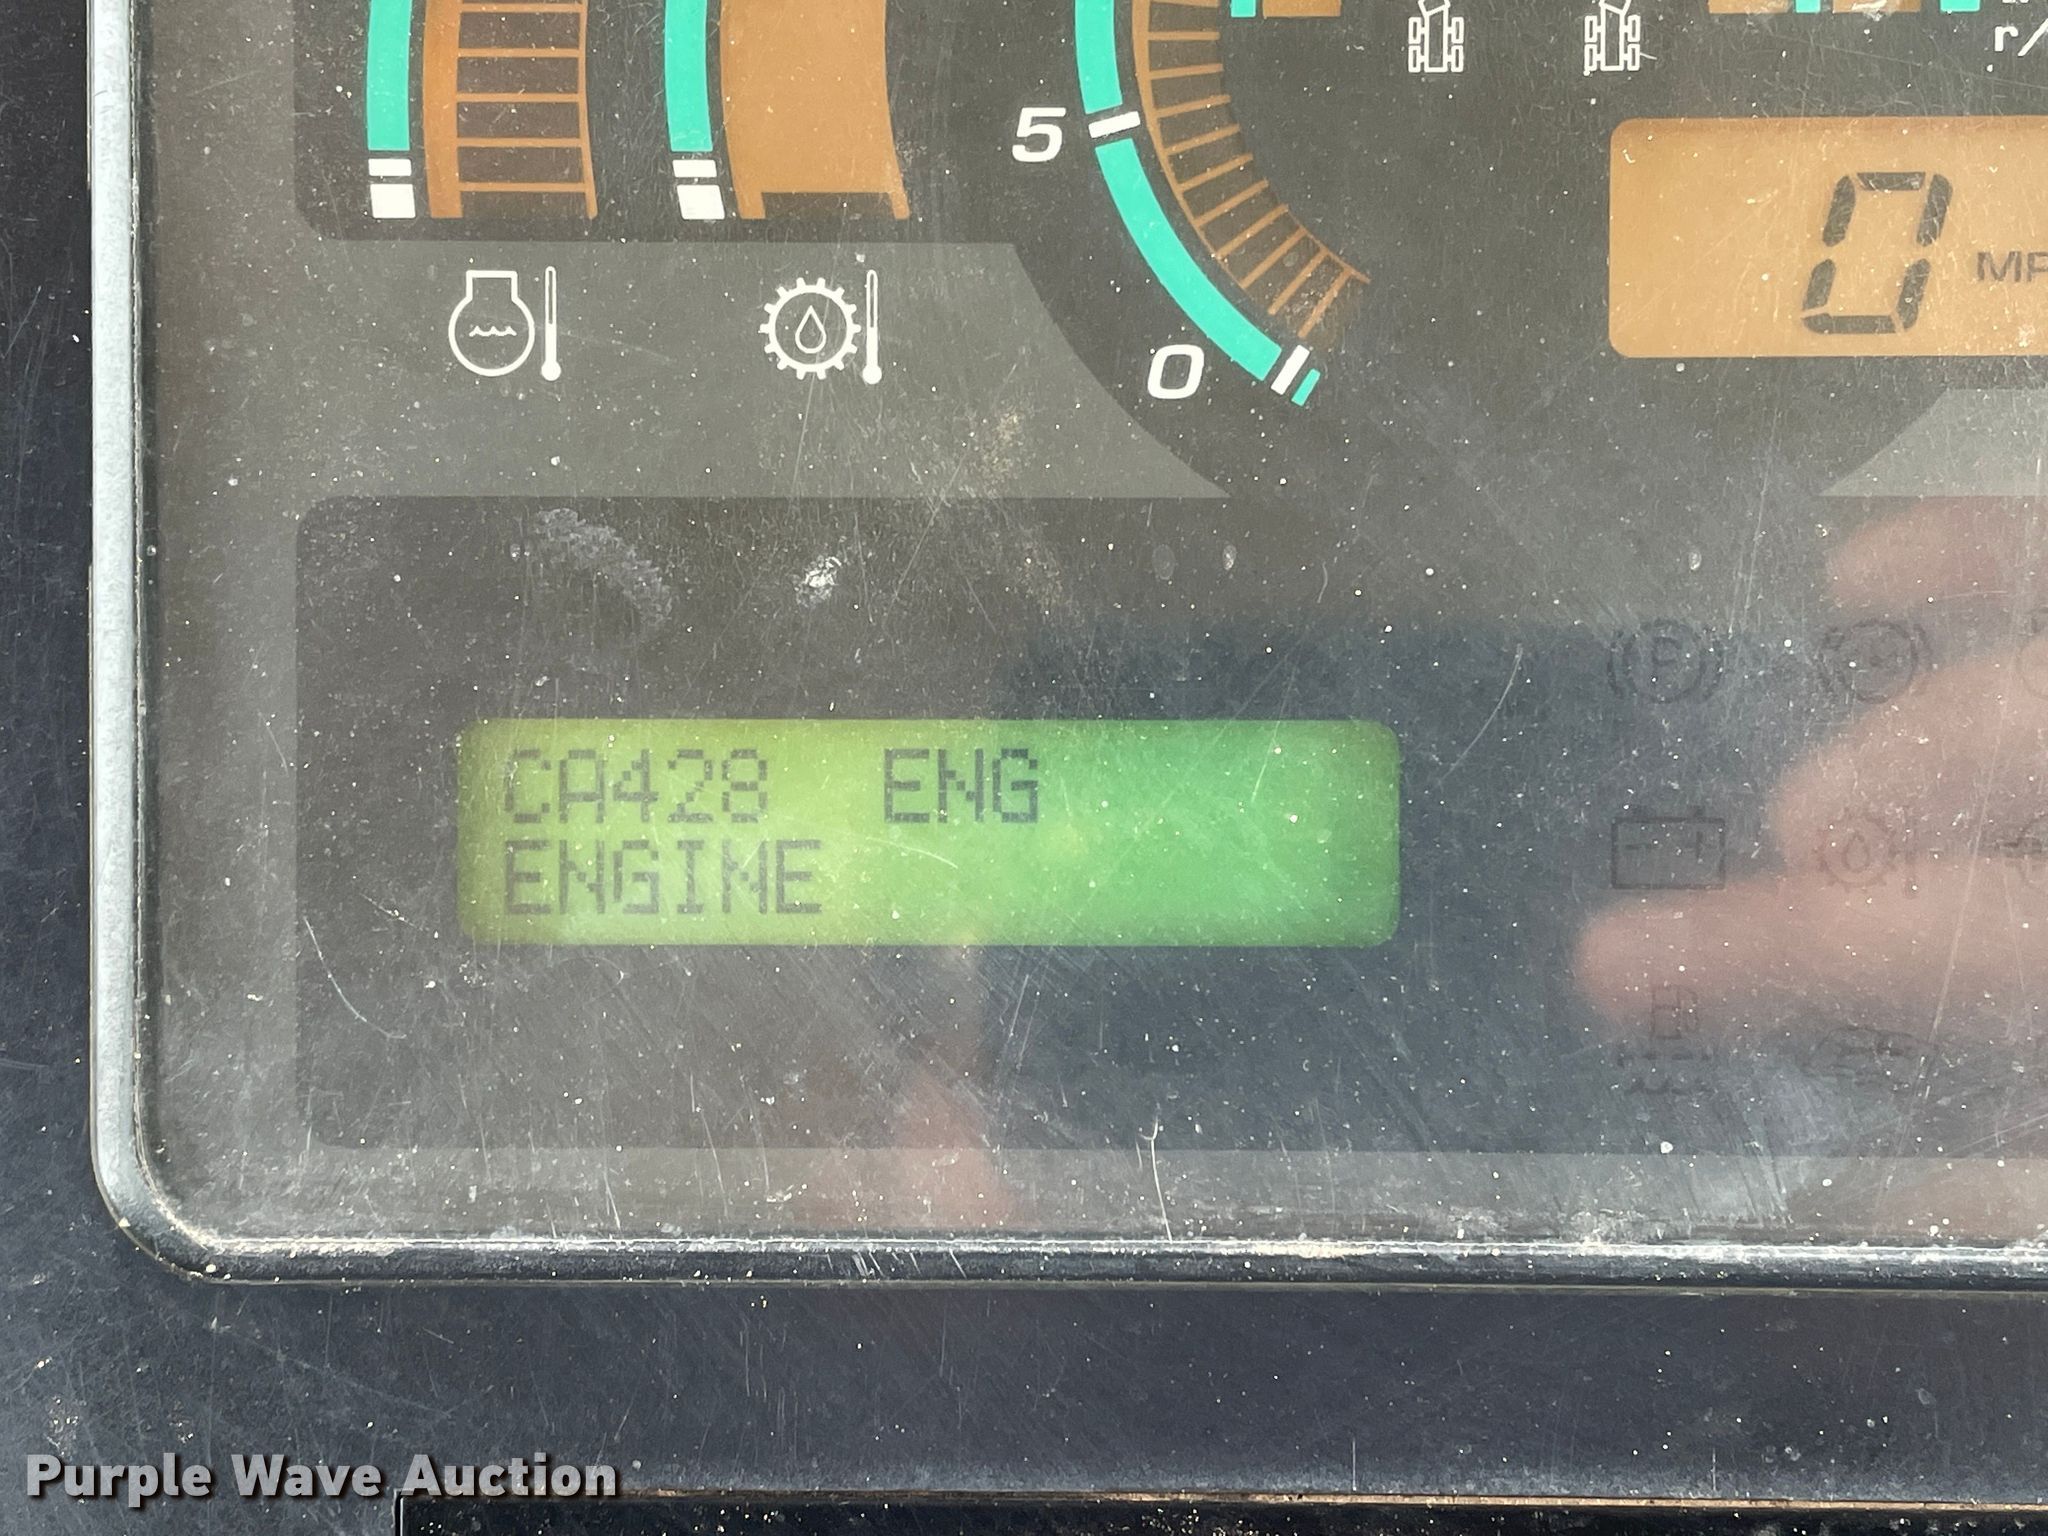 r/
5
0
0 MP
CA428 ENG
ENGINE
Purple Wave Auction